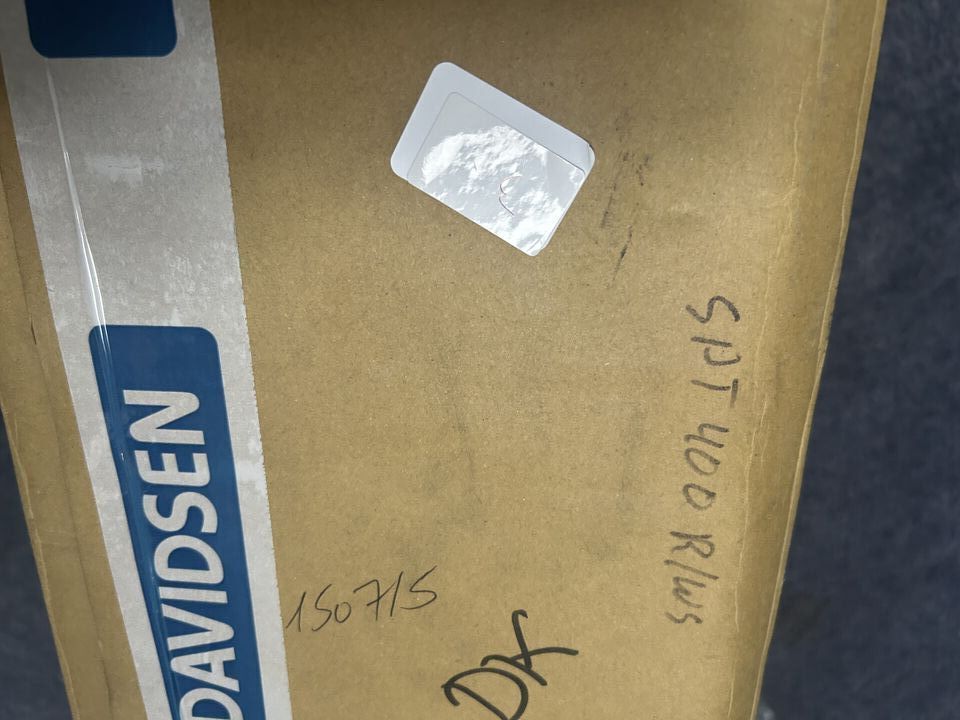 DAVIDSEN
SPT 400 R/WS
150715
DK